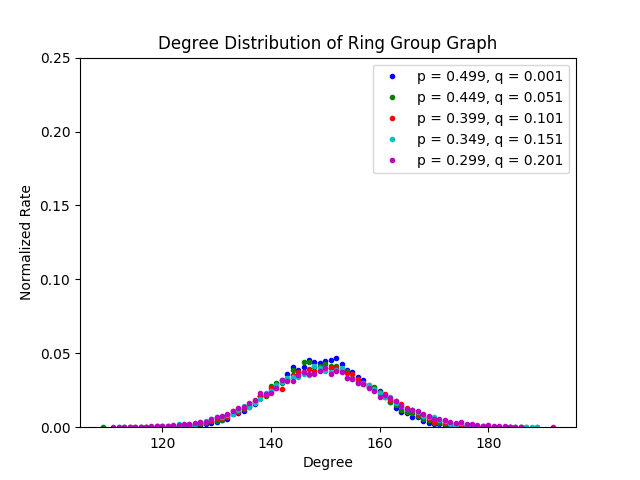 Degree Distribution of Ring Group Graph
0.25
0.20
0.15
0.10
0.05
0.00
Normalized Rate
p = 0.499, q = 0.001
p = 0.449, q = 0.051
p = 0.399, q = 0.101
p = 0.349, q = 0.151
p = 0.299, q = 0.201
120 140 160 180
Degree